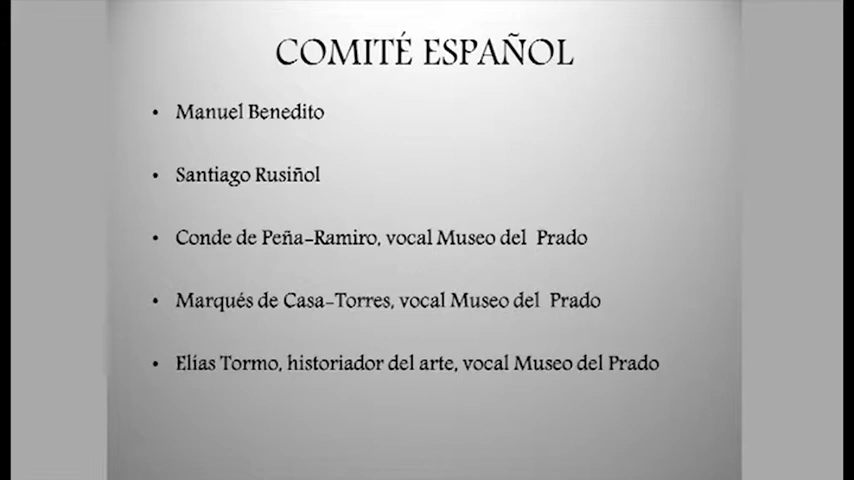 COMITÉ ESPAÑOL
• Manuel Benedito
• Santiago Rusiñol
• Conde de Peña-Ramiro, vocal Museo del Prado
• Marqués de Casa-Torres, vocal Museo del Prado
• Elías Tormo, historiador del arte, vocal Museo del Prado